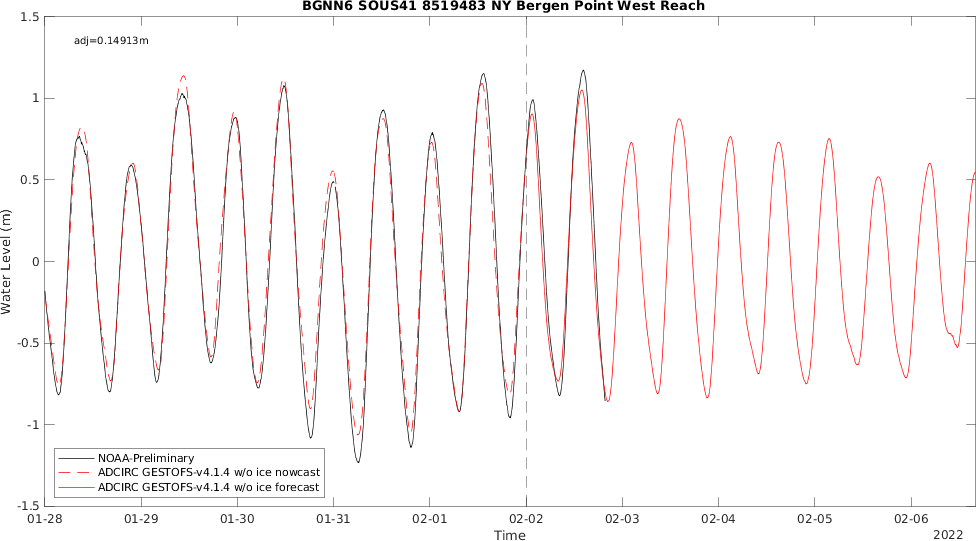 BGNN6 SOUS41 8519483 NY Bergen Point West Reach
adj=0.14913m
1.5
1
0.5
0
-0.5
-1
-1.5
Water Level (m)
NOAA-Preliminary
ADCIRC GESTOFS-v4.1.4 w/o ice nowcast
ADCIRC GESTOFS-v4.1.4 w/o ice forecast
01-28 01-29 01-30 01-31 02-01 02-02 02-03 02-04 02-05 02-06
Time
2022